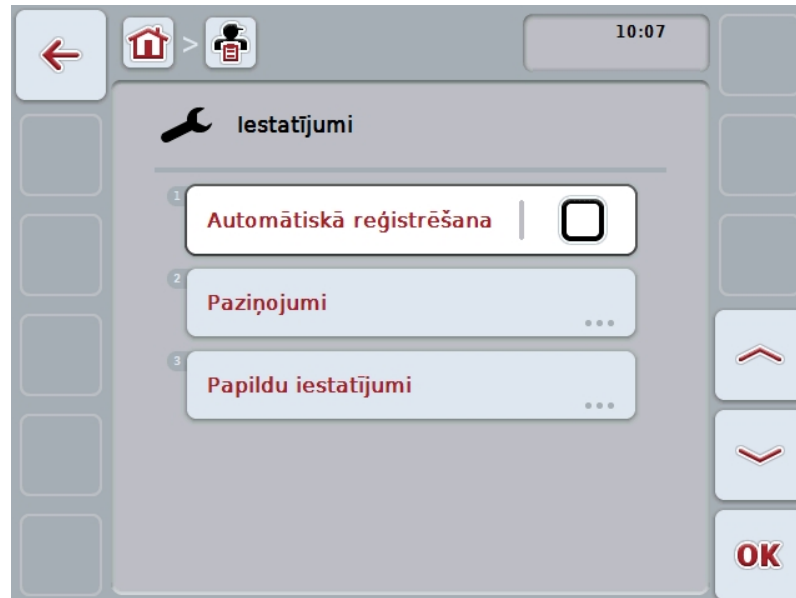 >
10:07
Iestatījumi
1
Automātiskā reģistrēšana
2
Paziņojumi
...
3
Papildu iestatījumi
...
OK